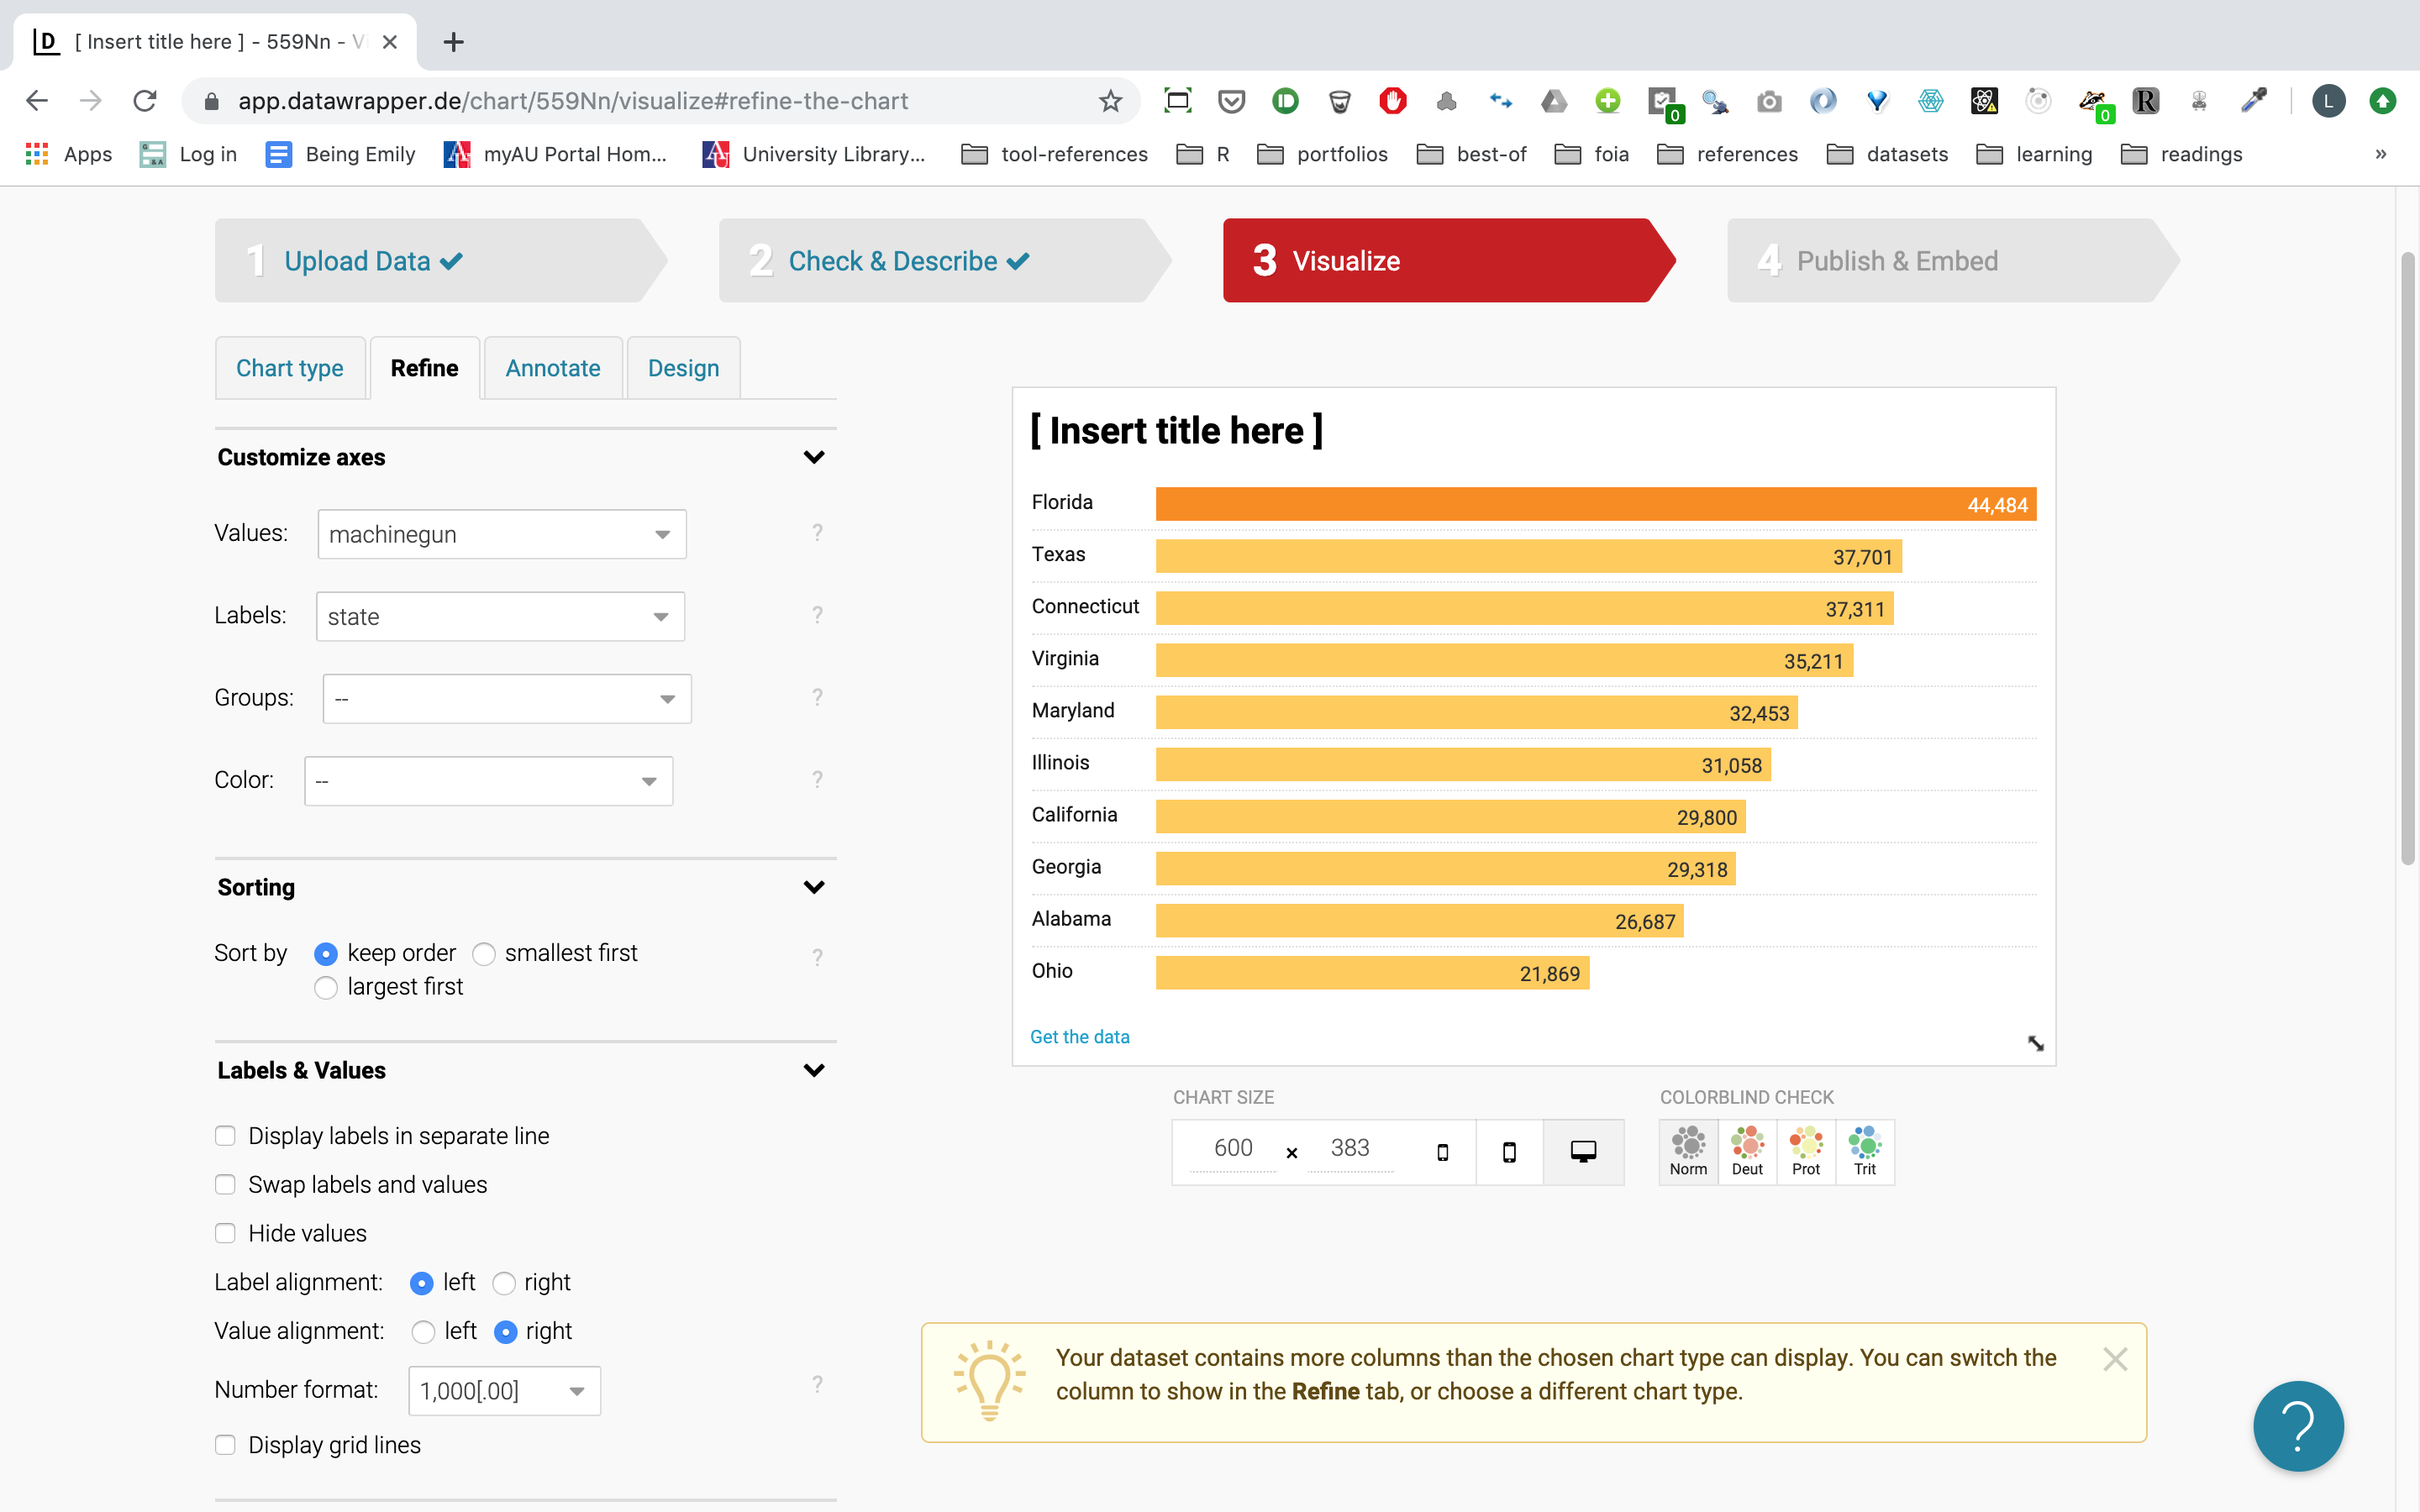 [ Insert title here ] - 559Nn - V
app.datawrapper.de/chart/559Nn/visualize#refine-the-chart
0
0
R
L
Apps
Log in
Being Emily
myAU Portal Hom...
University Library...
tool-references
R
portfolios
best-of
foia
references
datasets
learning
readings
»
1 Upload Data
2 Check & Describe
3 Visualize
4 Publish & Embed
Chart type
Refine
Annotate
Design
Customize axes
Values: machinegun ?
Labels: state ?
Groups: -- ?
Color: -- ?
Sorting
Sort by keep order smallest first ?
largest first
Labels & Values
Display labels in separate line
Swap labels and values
Hide values
Label alignment: left right
Value alignment: left right
Number format: 1,000[.00] ?
Display grid lines
[ Insert title here ]
Florida 44,484
Texas 37,701
Connecticut 37,311
Virginia 35,211
Maryland 32,453
Illinois 31,058
California 29,800
Georgia 29,318
Alabama 26,687
Ohio 21,869
Get the data
CHART SIZE
600 × 383
COLORBLIND CHECK
Norm Deut Prot Trit
Your dataset contains more columns than the chosen chart type can display. You can switch the
column to show in the Refine tab, or choose a different chart type.
?